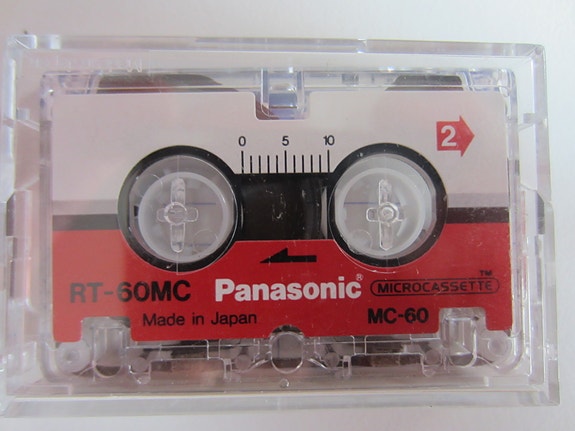 2
0 5 10
RT-60MC Panasonic® MICROCASSETTE™
Made in Japan MC-60